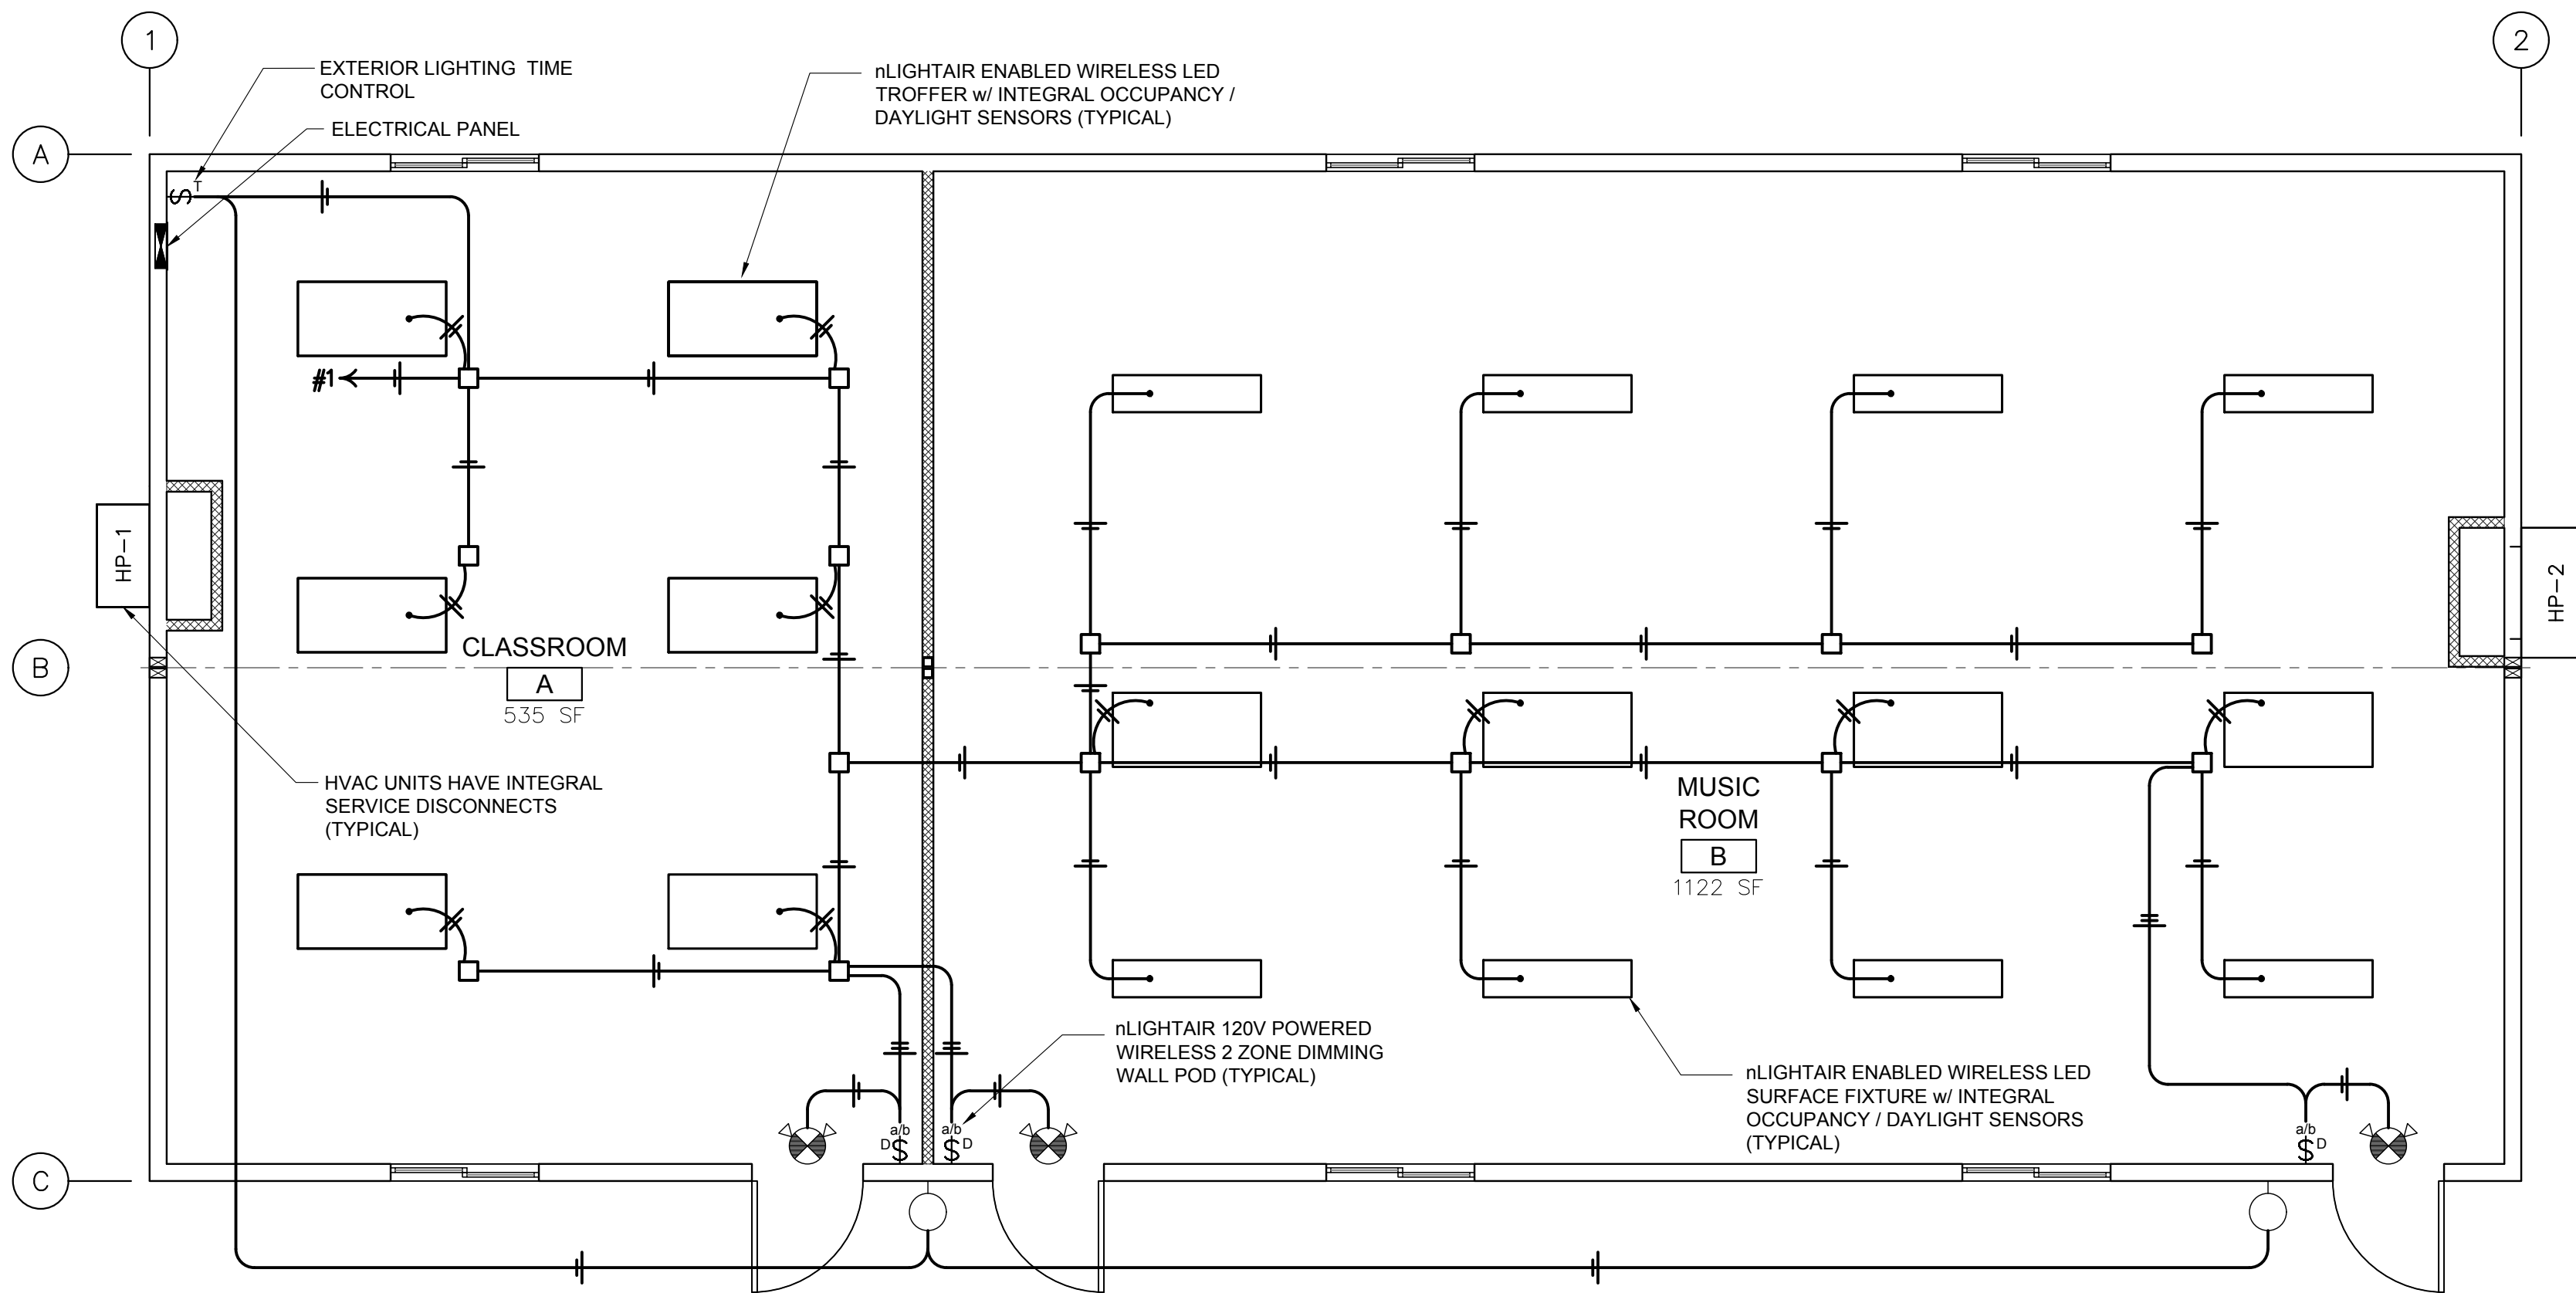 1
2
EXTERIOR LIGHTING TIME
CONTROL
ELECTRICAL PANEL
nLIGHTAIR ENABLED WIRELESS LED
TROFFER w/ INTEGRAL OCCUPANCY /
DAYLIGHT SENSORS (TYPICAL)
A
$T
#1
HP-1
HP-2
CLASSROOM
A
535 SF
B
HVAC UNITS HAVE INTEGRAL
SERVICE DISCONNECTS
(TYPICAL)
MUSIC
ROOM
B
1122 SF
nLIGHTAIR 120V POWERED
WIRELESS 2 ZONE DIMMING
WALL POD (TYPICAL)
nLIGHTAIR ENABLED WIRELESS LED
SURFACE FIXTURE w/ INTEGRAL
OCCUPANCY / DAYLIGHT SENSORS
(TYPICAL)
a/b
D$
a/b
$D
a/b
$D
C